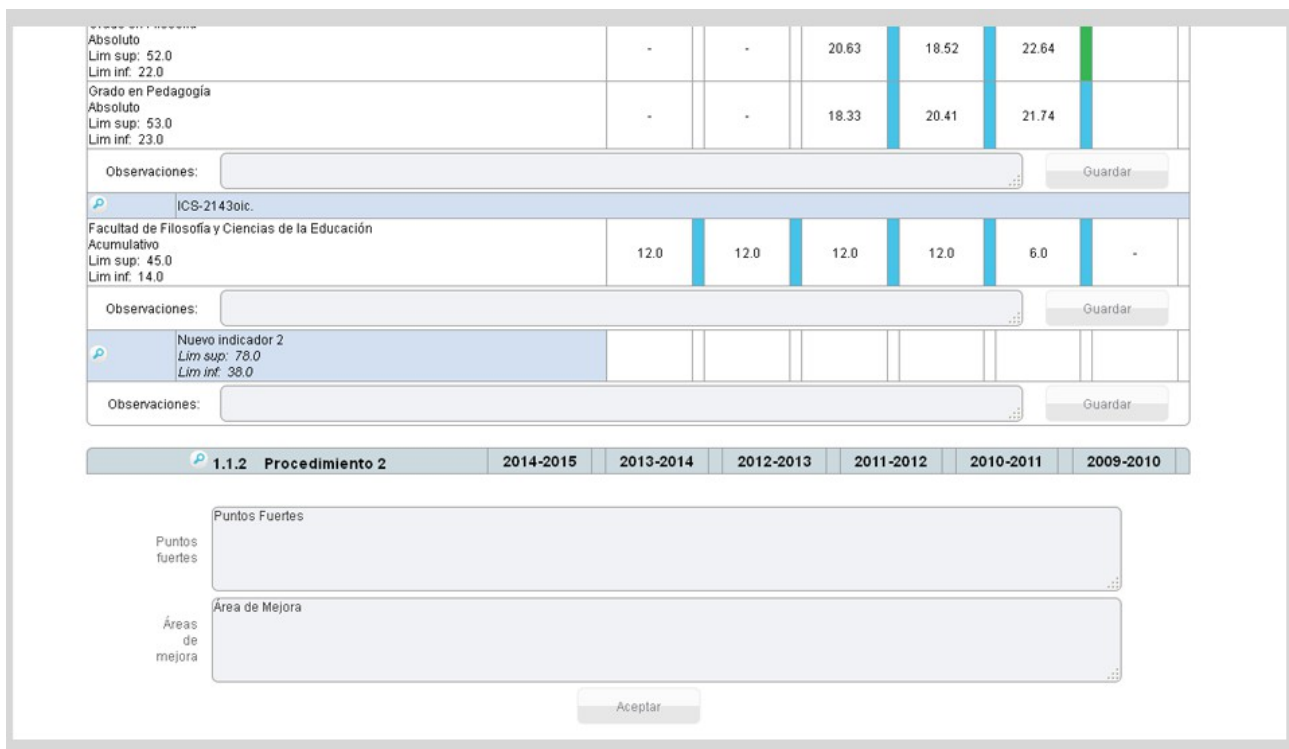 Absoluto
Lim sup: 52.0
Lim inf: 22.0
- - 20.63 18.52 22.64
Grado en Pedagogía
Absoluto
Lim sup: 53.0
Lim inf: 23.0
- - 18.33 20.41 21.74
Observaciones: Guardar
ICS-2143oic.
Facultad de Filosofía y Ciencias de la Educación
Acumulativo
Lim sup: 45.0
Lim inf: 14.0
12.0 12.0 12.0 12.0 6.0 -
Observaciones: Guardar
Nuevo indicador 2
Lim sup: 78.0
Lim inf: 38.0
Observaciones: Guardar
1.1.2 Procedimiento 2 2014-2015 2013-2014 2012-2013 2011-2012 2010-2011 2009-2010
Puntos Fuertes
Puntos
fuertes
Área de Mejora
Áreas
de
mejora
Aceptar